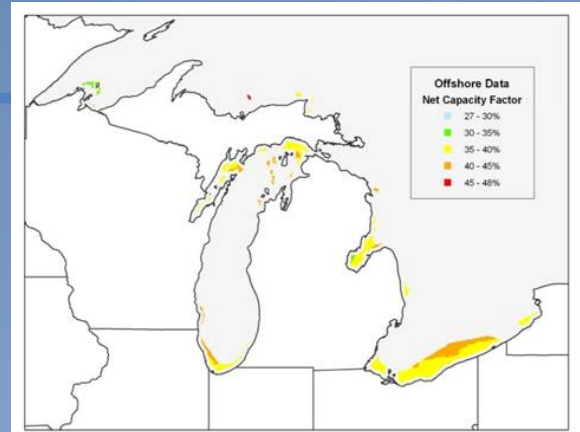 Offshore Data
Net Capacity Factor
27 - 30%
30 - 35%
35 - 40%
40 - 45%
45 - 48%